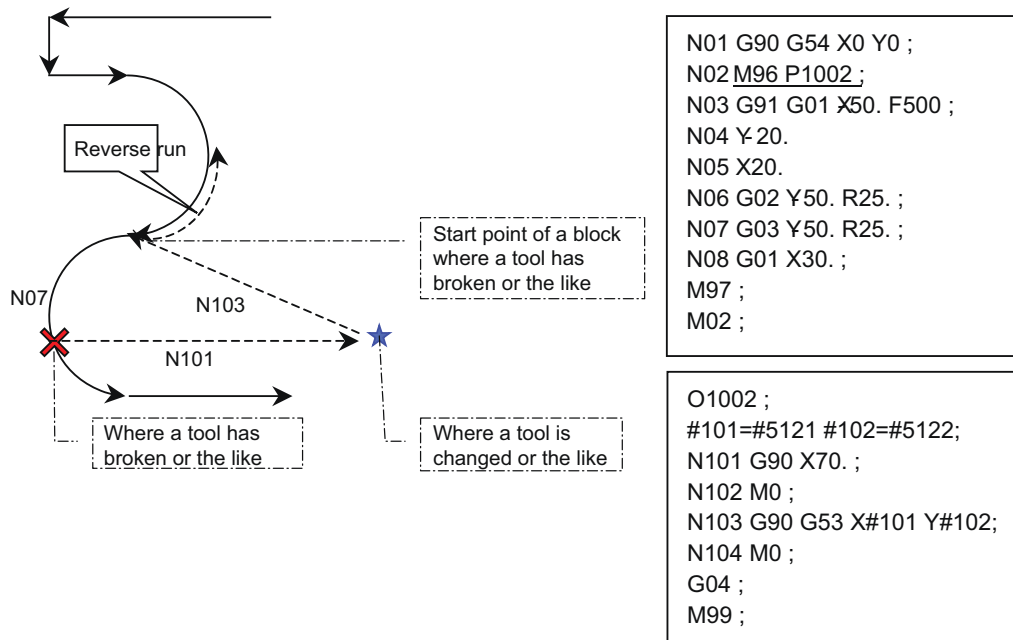 Reverse run
N07
N103
N101
Start point of a block
where a tool has
broken or the like
Where a tool has
broken or the like
Where a tool is
changed or the like
N01 G90 G54 X0 Y0 ;
N02 M96 P1002 ;
N03 G91 G01 X-50. F500 ;
N04 Y-20.
N05 X20.
N06 G02 Y-50. R25. ;
N07 G03 Y-50. R25. ;
N08 G01 X30. ;
M97 ;
M02 ;
O1002 ;
#101=#5121 #102=#5122;
N101 G90 X70. ;
N102 M0 ;
N103 G90 G53 X#101 Y#102;
N104 M0 ;
G04 ;
M99 ;